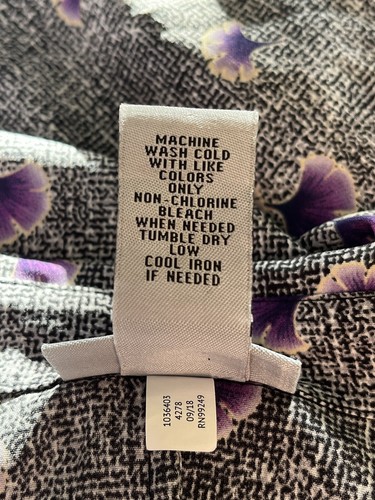 MACHINE
WASH COLD
WITH LIKE
COLORS
ONLY
NON-CHLORINE
BLEACH
WHEN NEEDED
TUMBLE DRY
LOW
COOL IRON
IF NEEDED
1036403
4278
09/18
RN99249